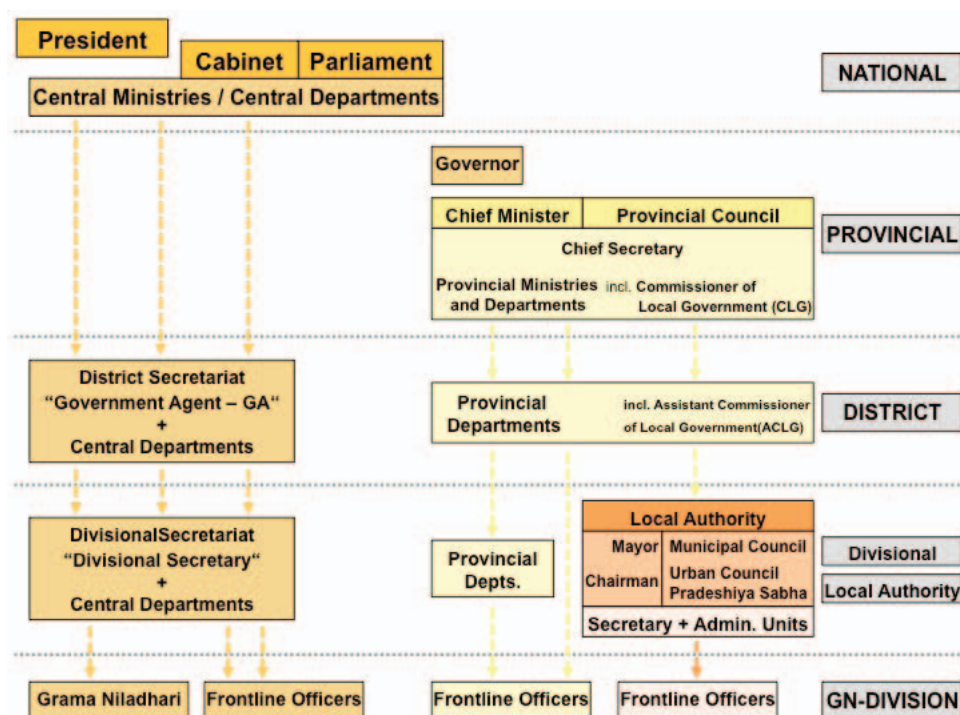 President
Cabinet Parliament
Central Ministries / Central Departments
NATIONAL
Governor
Chief Minister Provincial Council
Chief Secretary
Provincial Ministries incl. Commissioner of
and Departments Local Government (CLG)
PROVINCIAL
District Secretariat
“Government Agent – GA“
+
Central Departments
Provincial incl. Assistant Commissioner
Departments of Local Government(ACLG)
DISTRICT
DivisionalSecretariat
“Divisional Secretary“
+
Central Departments
Provincial
Depts.
Local Authority
Mayor Municipal Council
Chairman Urban Council
Pradeshiya Sabha
Secretary + Admin. Units
Divisional
Local Authority
Grama Niladhari
Frontline Officers
Frontline Officers
Frontline Officers
GN-DIVISION